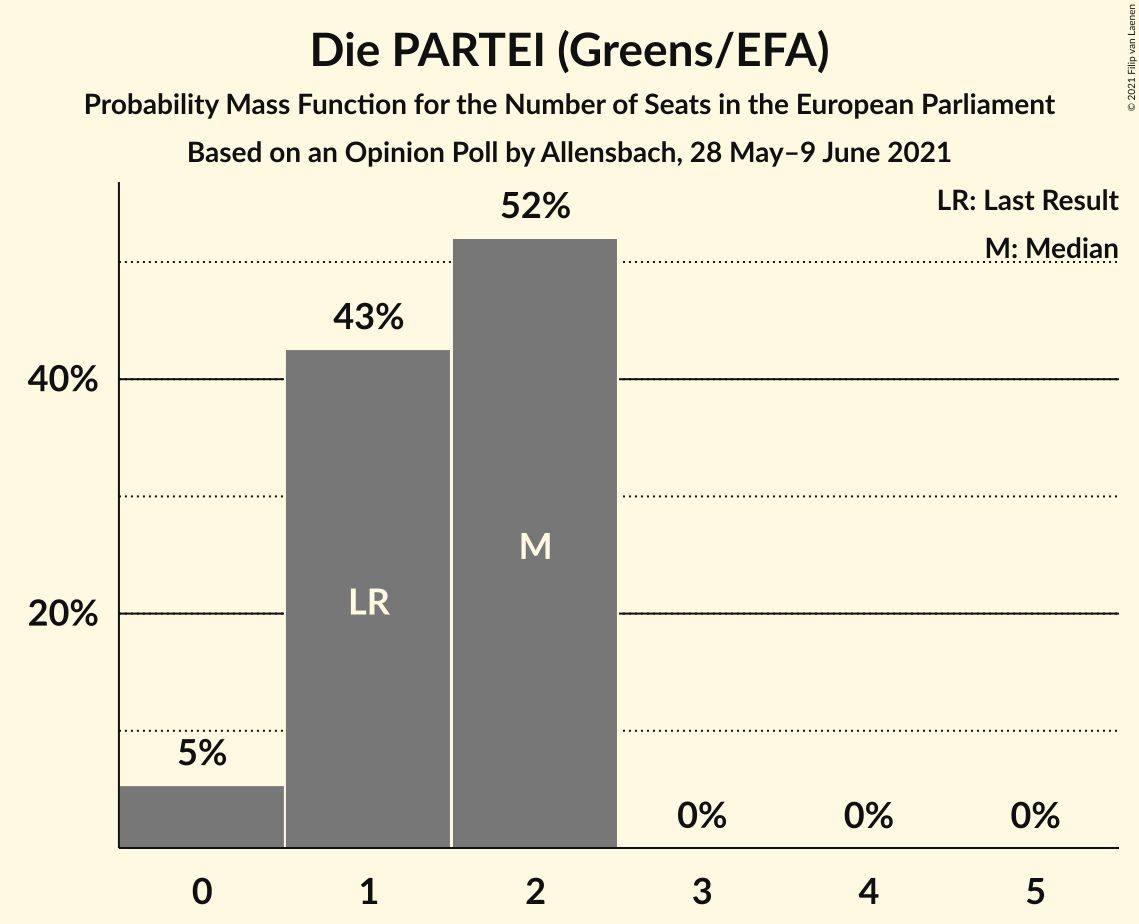 Die PARTEI (Greens/EFA)
Probability Mass Function for the Number of Seats in the European Parliament
Based on an Opinion Poll by Allensbach, 28 May–9 June 2021
© 2021 Filip van Laenen
LR: Last Result
M: Median
52%
43%
40%
M
LR
20%
5%
0% 0% 0%
0 1 2 3 4 5